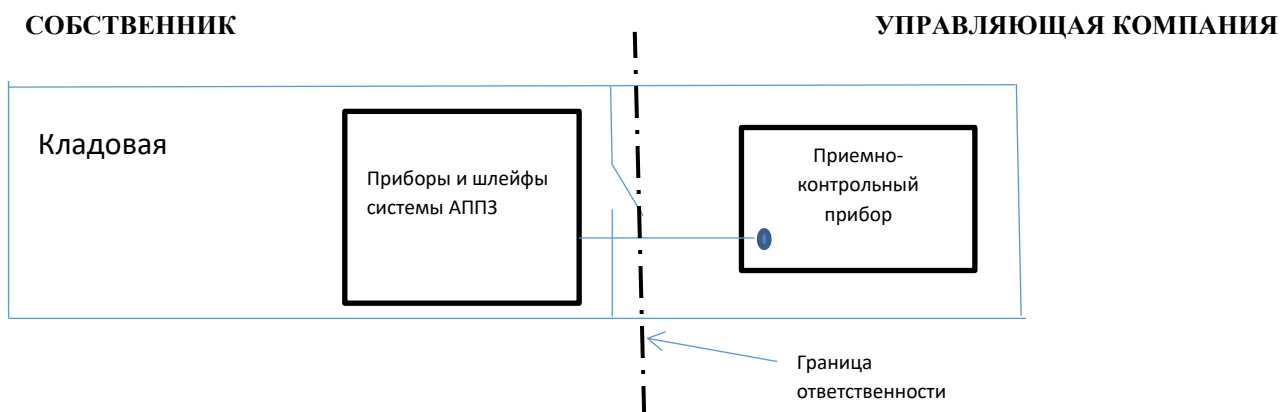 СОБСТВЕННИК
УПРАВЛЯЮЩАЯ КОМПАНИЯ
Кладовая
Приборы и шлейфы
системы АППЗ
Приемно-
контрольный
прибор
Граница
ответственности